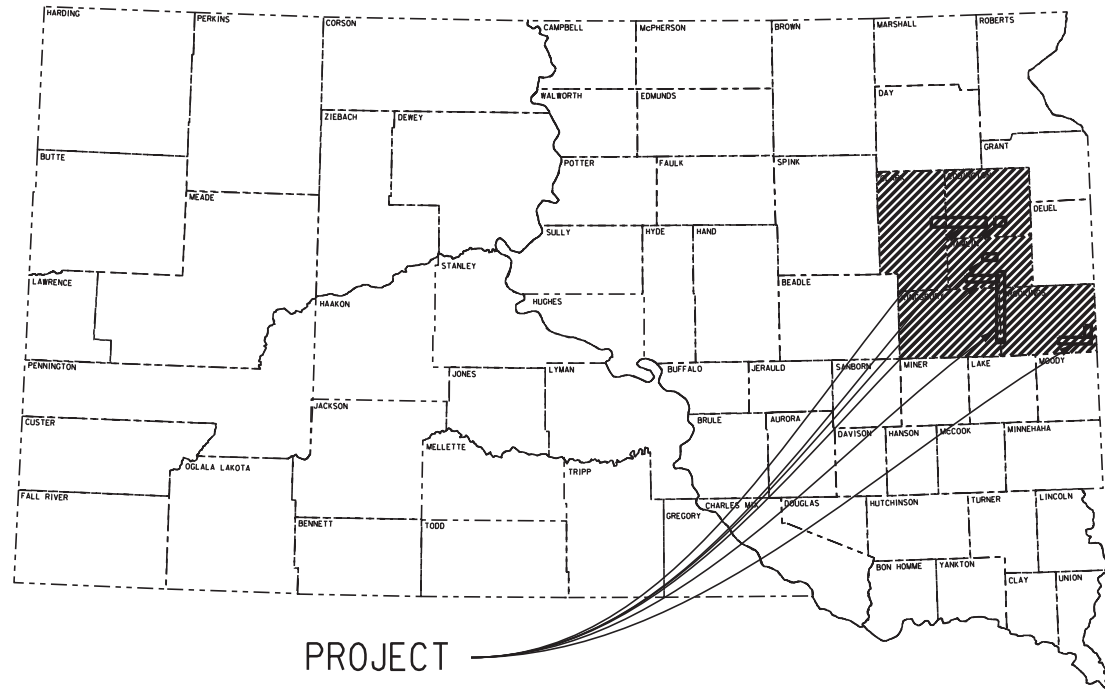 HARDING
PERKINS
CORSON
CAMPBELL
McPHERSON
BROWN
MARSHALL
ROBERTS
WALWORTH
EDMUNDS
DAY
ZIEBACH
DEWEY
GRANT
BUTTE
POTTER
FAULK
SPINK
MEADE
DEUEL
SULLY
HYDE
HAND
STANLEY
LAWRENCE
BEADLE
HAAKON
HUGHES
KINGSBURY
PENNINGTON
BUFFALO
JERAULD
SANBORN
MINER
LAKE
MOODY
JONES
LYMAN
JACKSON
CUSTER
BRULE
AURORA
DAVISON
HANSON
McCOOK
MINNEHAHA
MELLETTE
OGLALA LAKOTA
TRIPP
FALL RIVER
GREGORY
CHARLES MIX
DOUGLAS
HUTCHINSON
TURNER
LINCOLN
BENNETT
TODD
BON HOMME
YANKTON
CLAY
UNION
PROJECT